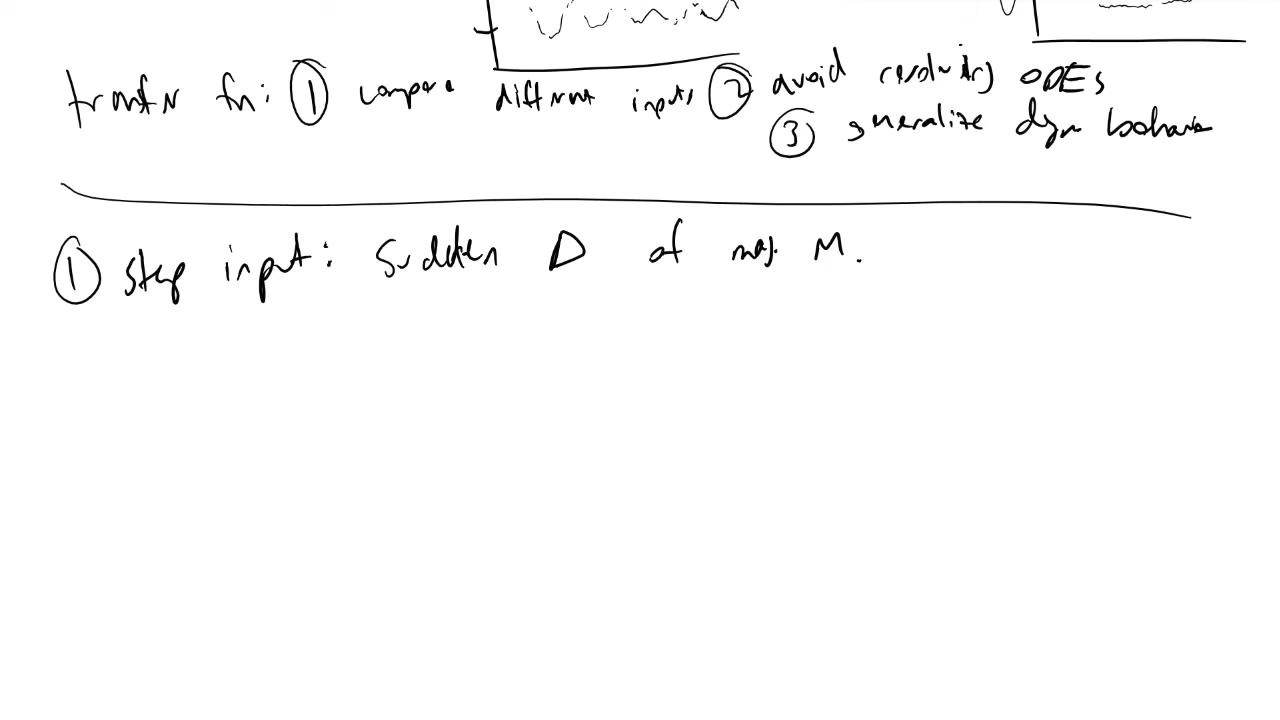 transfer fn: ① compare different inputs ② avoid resolving ODEs
③ generalize dyn behavior
① step input: Sudden Δ of mag. M.